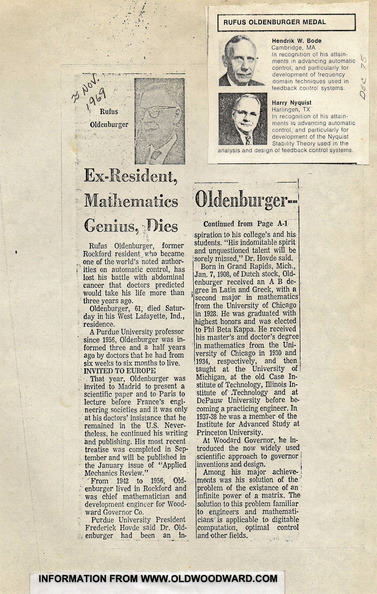 RUFUS OLDENBURGER MEDAL
Hendrik W. Bode
Cambridge, MA
In recognition of his attain-
ments in advancing automatic
control, and particularly for
development of frequency
domain techniques used in
feedback control systems.
Harry Nyquist
Harlingen, TX
In recognition of his attain-
ments is advancing automatic
control, and particularly for
development of the Nyquist
Stability Theory used in the
analysis and design of feedback control systems.
DEC 75
25 NOV.
1969
Rufus
Oldenburger
Ex-Resident,
Mathematics
Genius, Dies
Rufus Oldenburger, former
Rockford resident who became
one of the world's noted author-
ities on automatic control, has
lost his battle with abdominal
cancer that doctors predicted
would take his life more than
three years ago.
Oldenburger, 61, died Satur-
day in his West Lafayette, Ind.,
residence.
A Purdue University professor
since 1956, Oldenburger was in-
formed three and a half years
ago by doctors that he had from
six weeks to six months to live.
INVITED TO EUROPE
That year, Oldenburger was
invited to Madrid to present a
scientific paper and to Paris to
lecture before France's engi-
neering societies and it was only
at his doctors' insistance that he
remained in the U.S. Never-
theless, he continued his writing
and publishing. His most recent
treatise was completed in Sep-
tember and will be published in
the January issue of "Applied
Mechanics Review."
From 1942 to 1956, Old-
enburger lived in Rockford and
was chief mathematician and
development engineer for Wood-
ward Governor Co.
Purdue University President
Frederick Hovde said Dr. Old-
enburger had been an in-
Oldenburger--
Continued from Page A-1
spiration to his college's and his
students. "His indomitable spirit
and unquestioned talent will be
sorely missed," Dr. Hovde said.
Born in Grand Rapids, Mich.,
Jan. 7, 1908, of Dutch stock, Old-
enburger received an A B de-
gree in Latin and Greek, with a
second major in mathematics
from the University of Chicago
in 1928. He was graduated with
highest honors and was elected
to Phi Beta Kappa. He received
his master's and doctor's degree
in mathematics from the Uni-
versity of Chicago in 1930 and
1934, respectively, and then
taught at the University of
Michigan, at the old Case In-
stitute of Technology, Illinois In-
stitute of Technology and at
DePauw University before be-
coming a practicing engineer. In
1937-38 he was a member of the
Institute for Advanced Study at
Princeton University.
At Woodard Governor, he in-
troduced the now widely used
scientific approach to governor
inventions and design.
Among his major achieve-
ments was his solution of the
problem of the existance of an
infinite power of a matrix. The
solution to this problem familiar
to engineers and mathemati-
cians is applicable to digitable
computation, optimal control
and other fields.
INFORMATION FROM WWW.OLDWOODWARD.COM